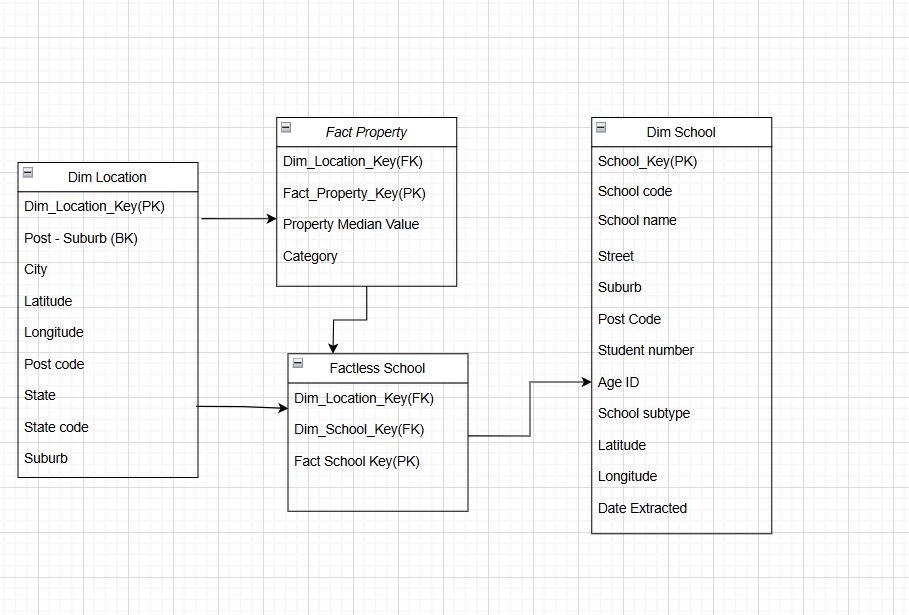 Dim Location
Dim_Location_Key(PK)
Post - Suburb (BK)
City
Latitude
Longitude
Post code
State
State code
Suburb
Fact Property
Dim_Location_Key(FK)
Fact_Property_Key(PK)
Property Median Value
Category
Factless School
Dim_Location_Key(FK)
Dim_School_Key(FK)
Fact School Key(PK)
Dim School
School_Key(PK)
School code
School name
Street
Suburb
Post Code
Student number
Age ID
School subtype
Latitude
Longitude
Date Extracted